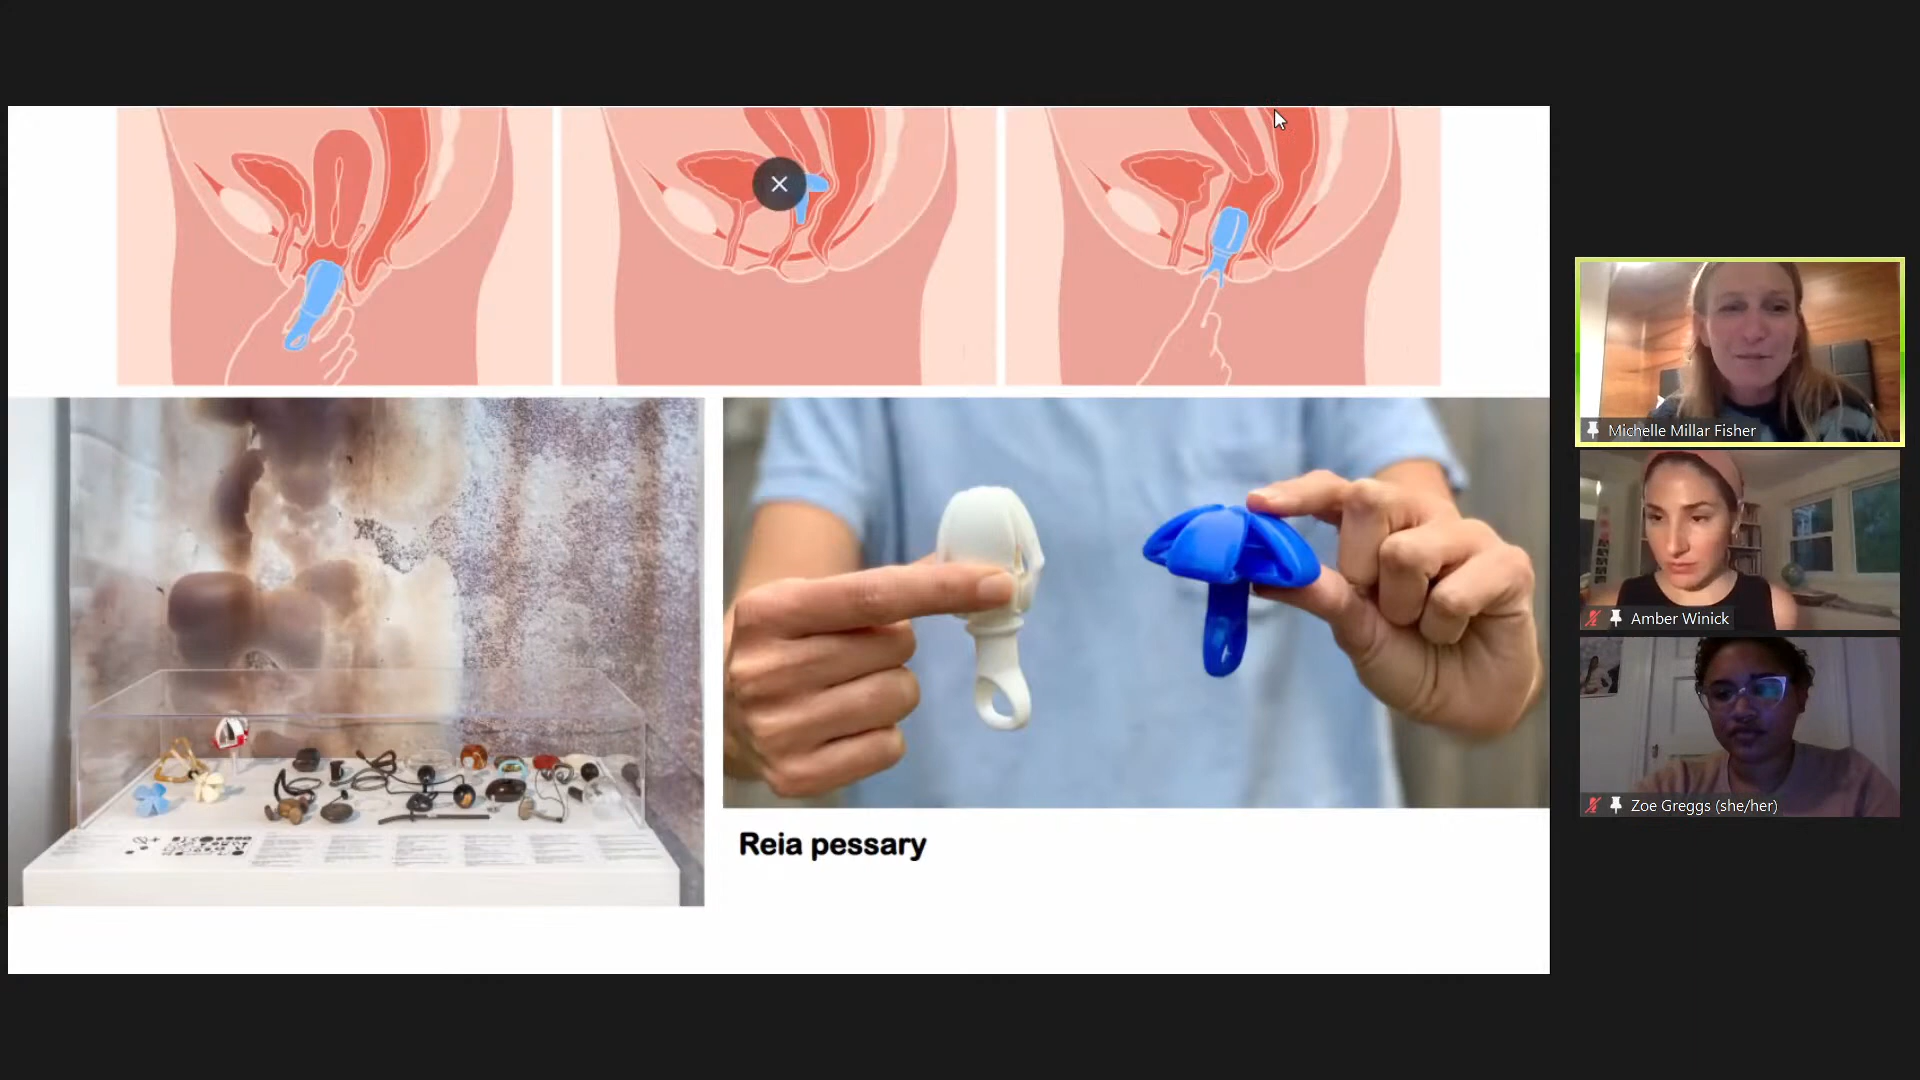 Reia pessary
Michelle Millar Fisher
Amber Winick
Zoe Greggs (she/her)